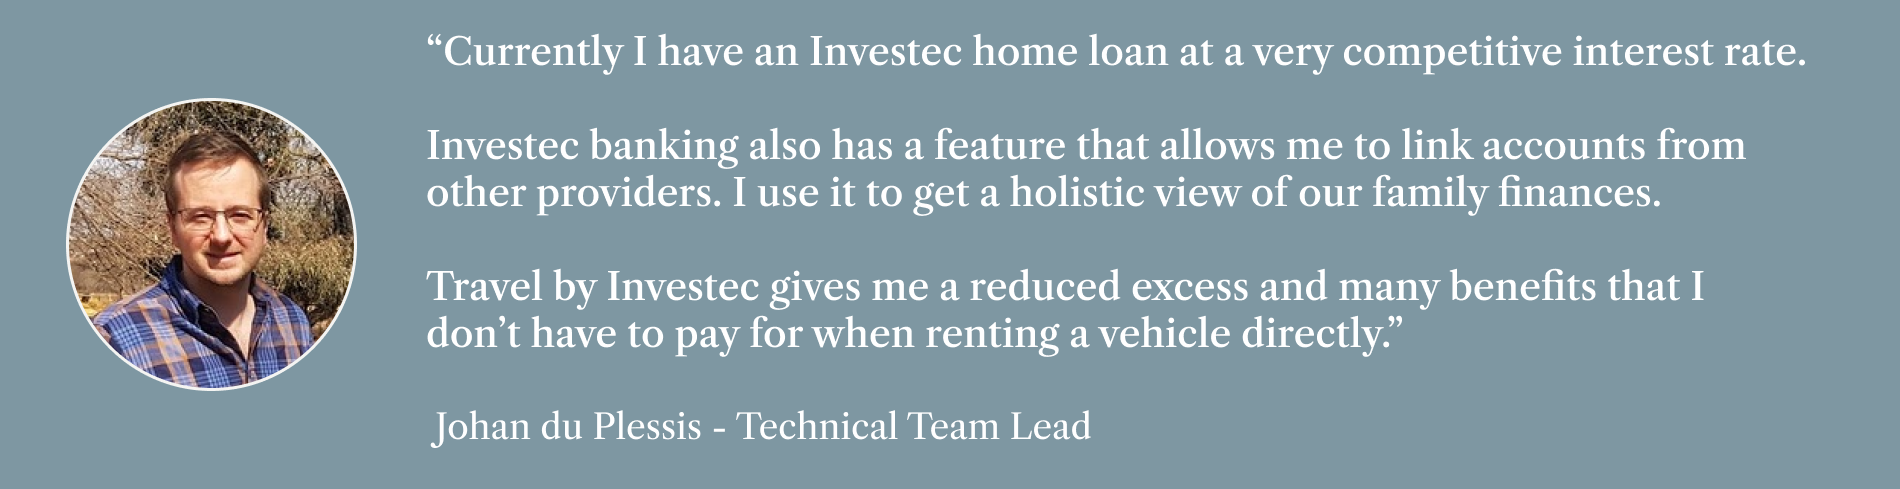 “Currently I have an Investec home loan at a very competitive interest rate.
Investec banking also has a feature that allows me to link accounts from
other providers. I use it to get a holistic view of our family finances.
Travel by Investec gives me a reduced excess and many benefits that I
don’t have to pay for when renting a vehicle directly.”
Johan du Plessis - Technical Team Lead